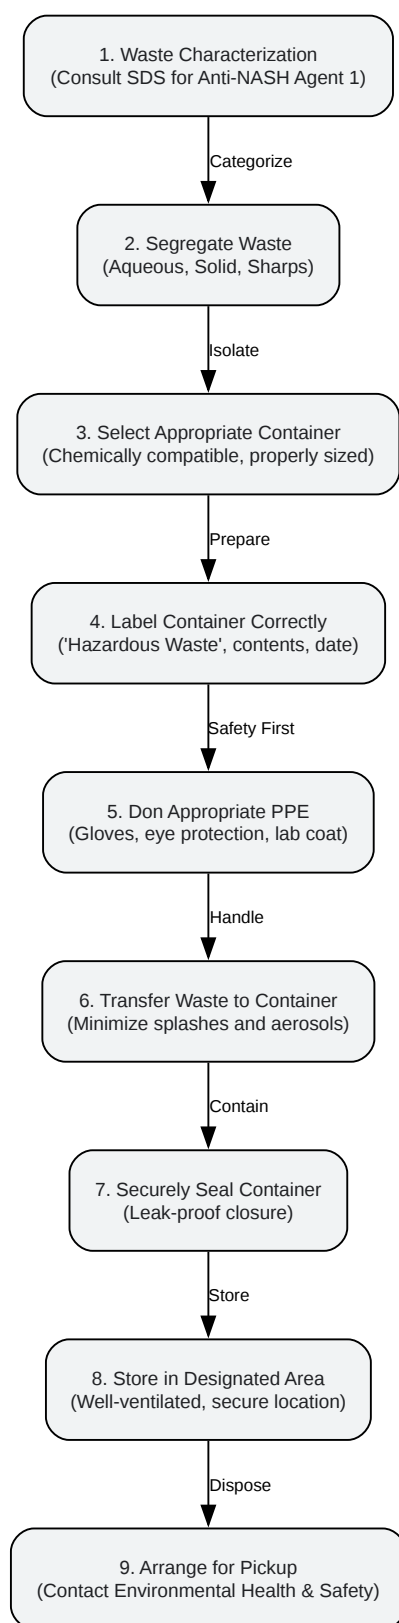 1. Waste Characterization
(Consult SDS for Anti-NASH Agent 1)
Categorize
2. Segregate Waste
(Aqueous, Solid, Sharps)
Isolate
3. Select Appropriate Container
(Chemically compatible, properly sized)
Prepare
4. Label Container Correctly
('Hazardous Waste', contents, date)
Safety First
5. Don Appropriate PPE
(Gloves, eye protection, lab coat)
Handle
6. Transfer Waste to Container
(Minimize splashes and aerosols)
Contain
7. Securely Seal Container
(Leak-proof closure)
Store
8. Store in Designated Area
(Well-ventilated, secure location)
Dispose
9. Arrange for Pickup
(Contact Environmental Health & Safety)